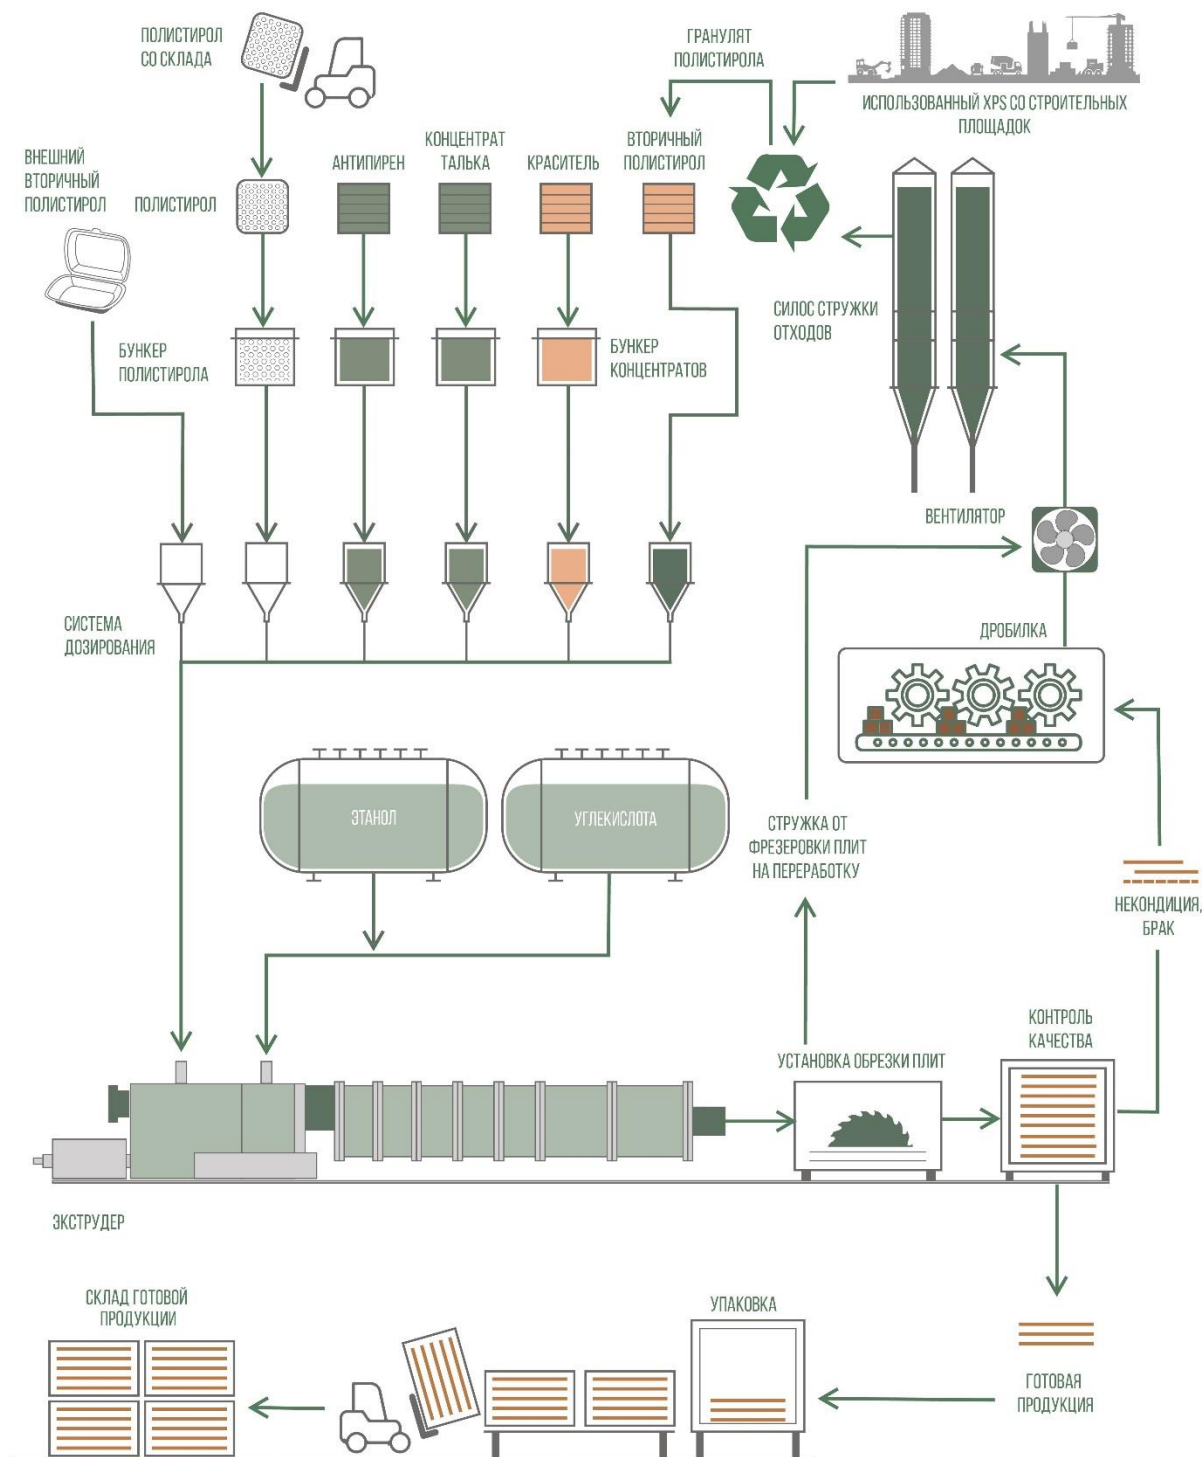 ПОЛИСТИРОЛ
СО СКЛАДА
ГРАНУЛЯТ
ПОЛИСТИРОЛА
ИСПОЛЬЗОВАННЫЙ XPS СО СТРОИТЕЛЬНЫХ
ПЛОЩАДОК
ВНЕШНИЙ
ВТОРИЧНЫЙ
ПОЛИСТИРОЛ
ПОЛИСТИРОЛ
АНТИПИРЕН
КОНЦЕНТРАТ
ТАЛЬКА
КРАСИТЕЛЬ
ВТОРИЧНЫЙ
ПОЛИСТИРОЛ
СИЛОС СТРУЖКИ
ОТХОДОВ
БУНКЕР
ПОЛИСТИРОЛА
БУНКЕР
КОНЦЕНТРАТОВ
ВЕНТИЛЯТОР
СИСТЕМА
ДОЗИРОВАНИЯ
ДРОБИЛКА
ЭТАНОЛ
УГЛЕКИСЛОТА
СТРУЖКА ОТ
ФРЕЗЕРОВКИ ПЛИТ
НА ПЕРЕРАБОТКУ
НЕКОНДИЦИЯ,
БРАК
КОНТРОЛЬ
КАЧЕСТВА
УСТАНОВКА ОБРЕЗКИ ПЛИТ
ЭКСТРУДЕР
СКЛАД ГОТОВОЙ
ПРОДУКЦИИ
УПАКОВКА
ГОТОВАЯ
ПРОДУКЦИЯ